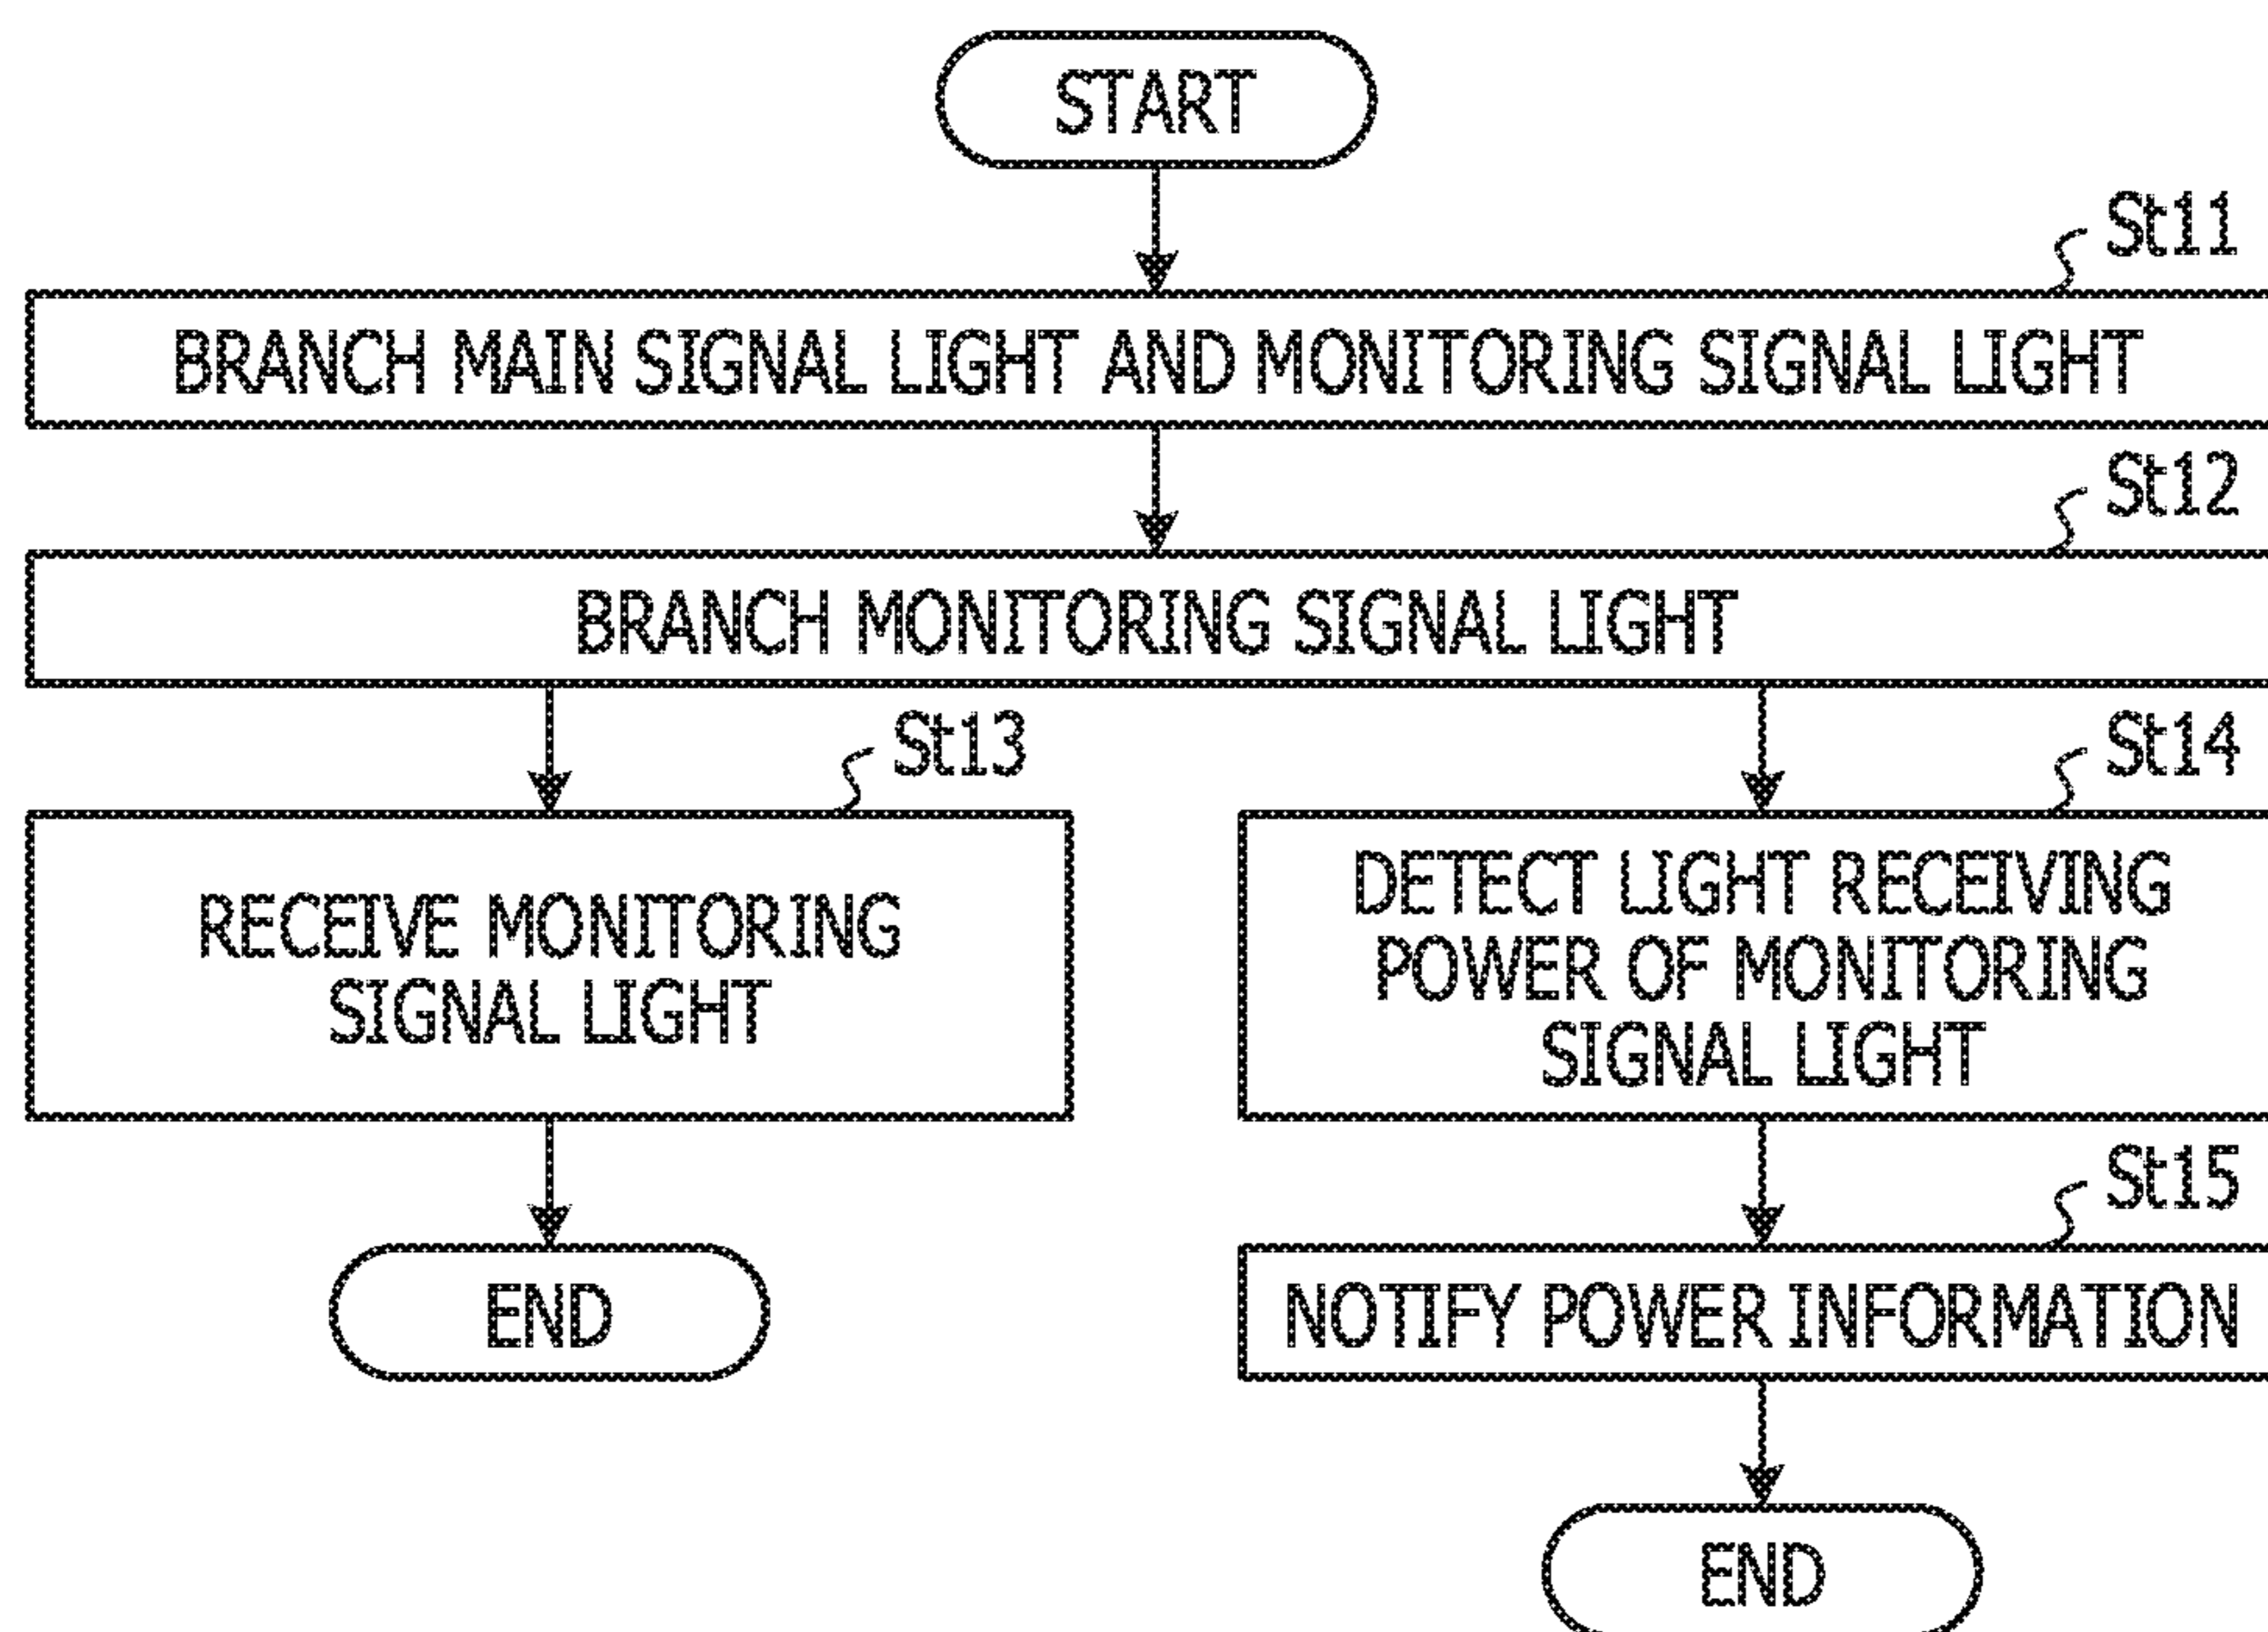 START
St11
BRANCH MAIN SIGNAL LIGHT AND MONITORING SIGNAL LIGHT
St12
BRANCH MONITORING SIGNAL LIGHT
St13
RECEIVE MONITORING
SIGNAL LIGHT
END
St14
DETECT LIGHT RECEIVING
POWER OF MONITORING
SIGNAL LIGHT
St15
NOTIFY POWER INFORMATION
END